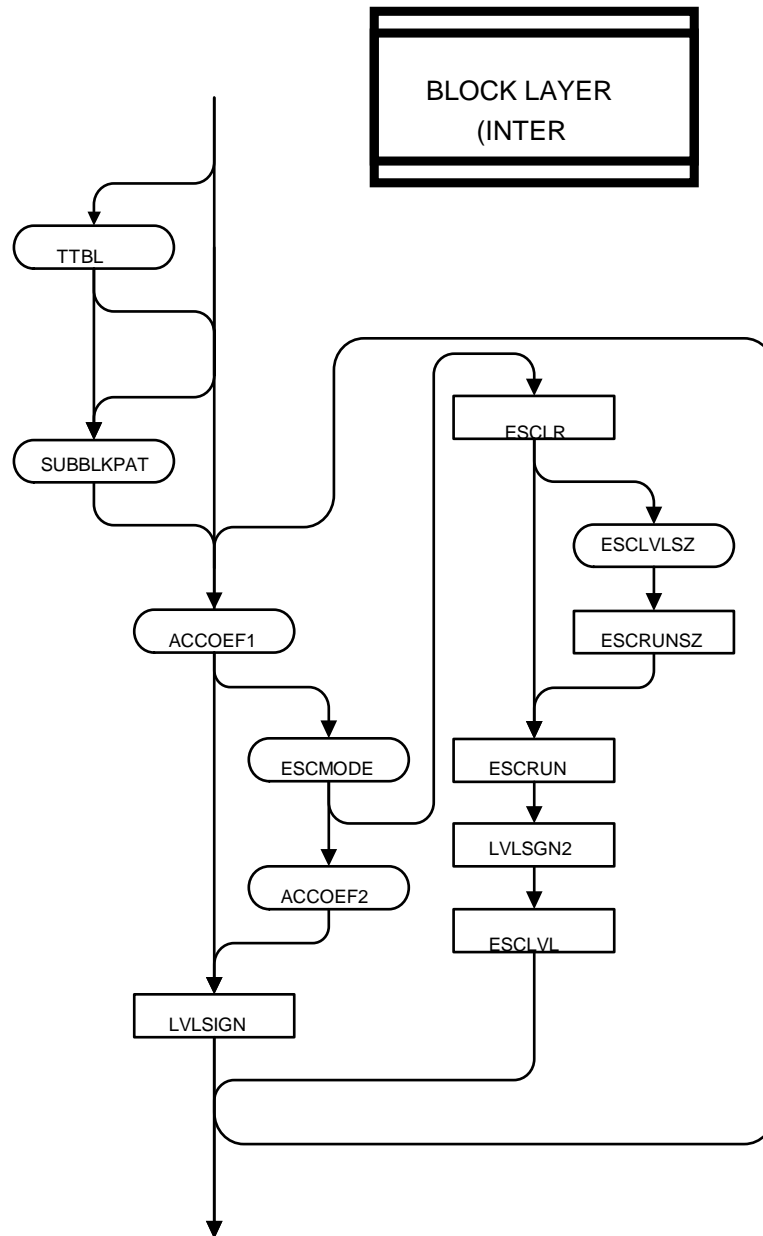 BLOCK LAYER
(INTER
TTBL
ESCLR
SUBBLKPAT
ESCLVLSZ
ACCOEF1
ESCRUNSZ
ESCMODE
ESCRUN
LVLSGN2
ACCOEF2
ESCLVL
LVLSIGN